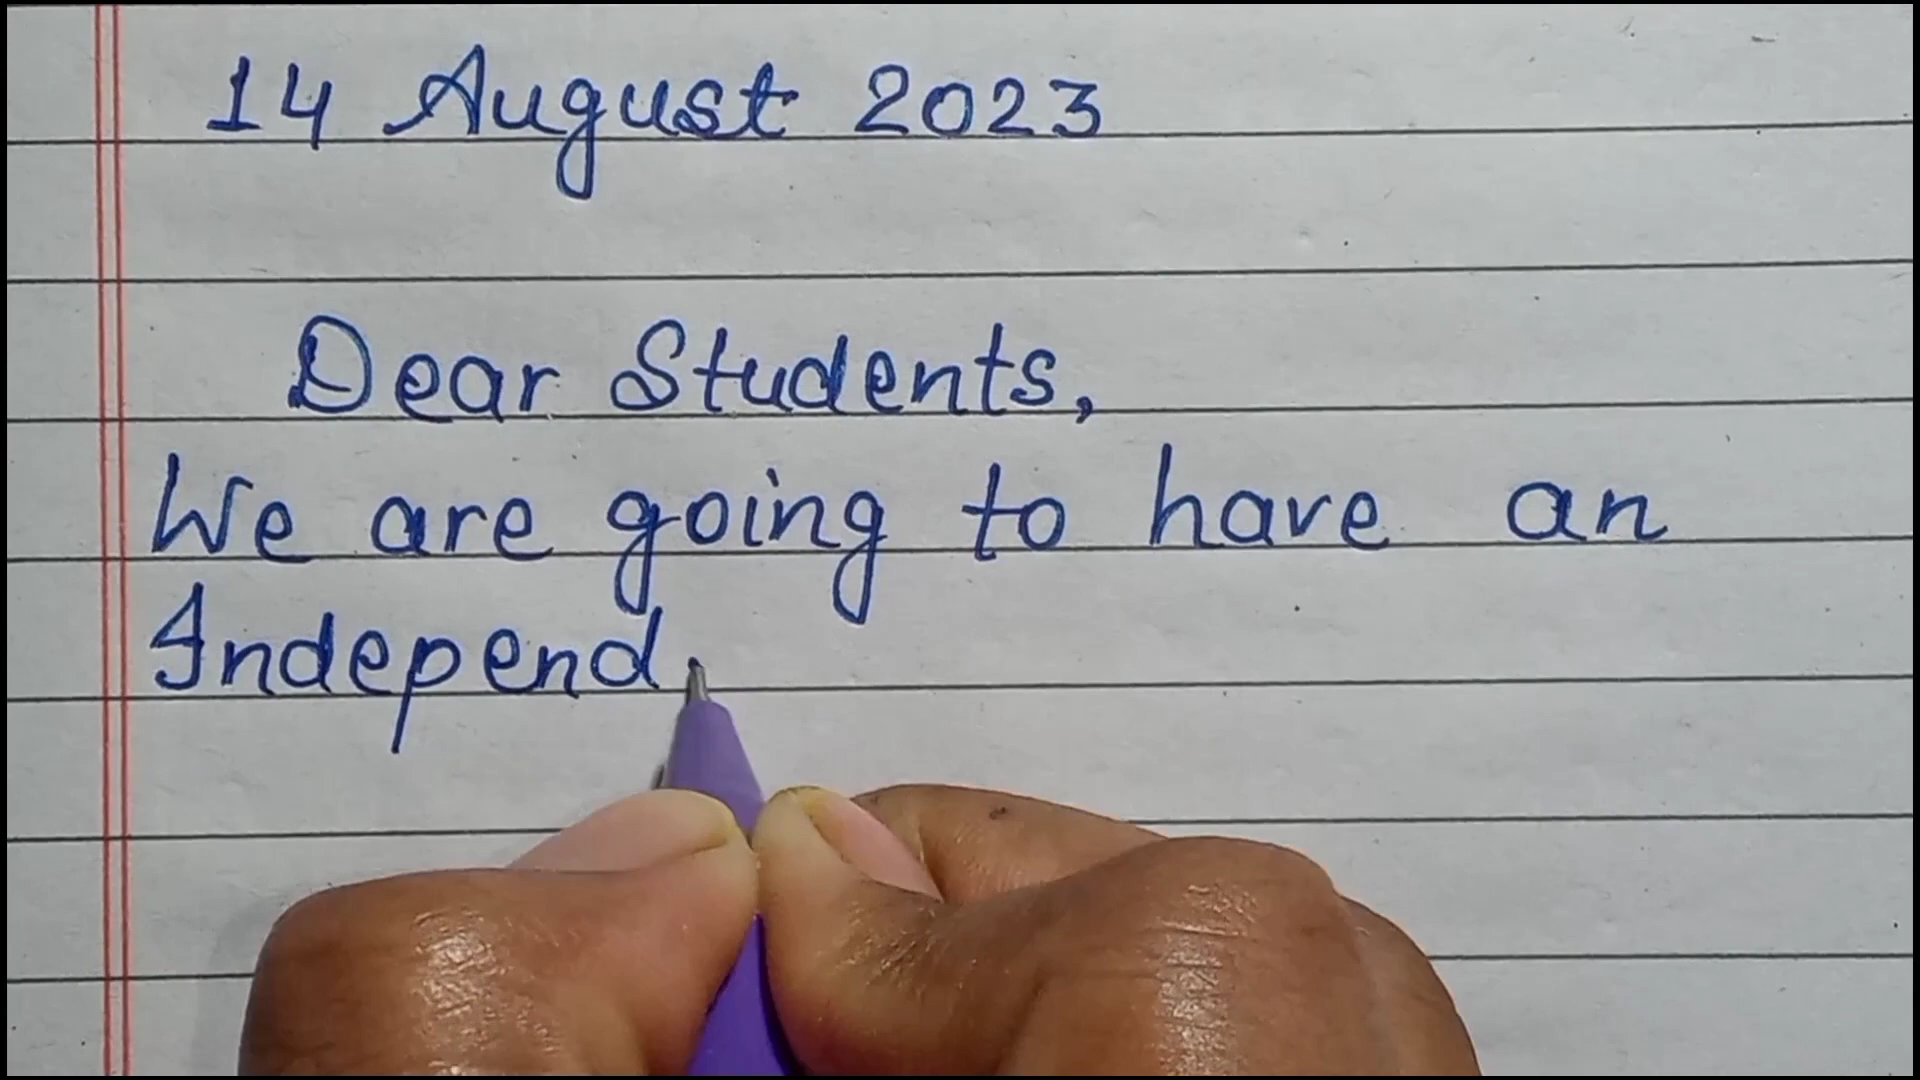 14 August 2023
Dear Students,
We are going to have an
Independ